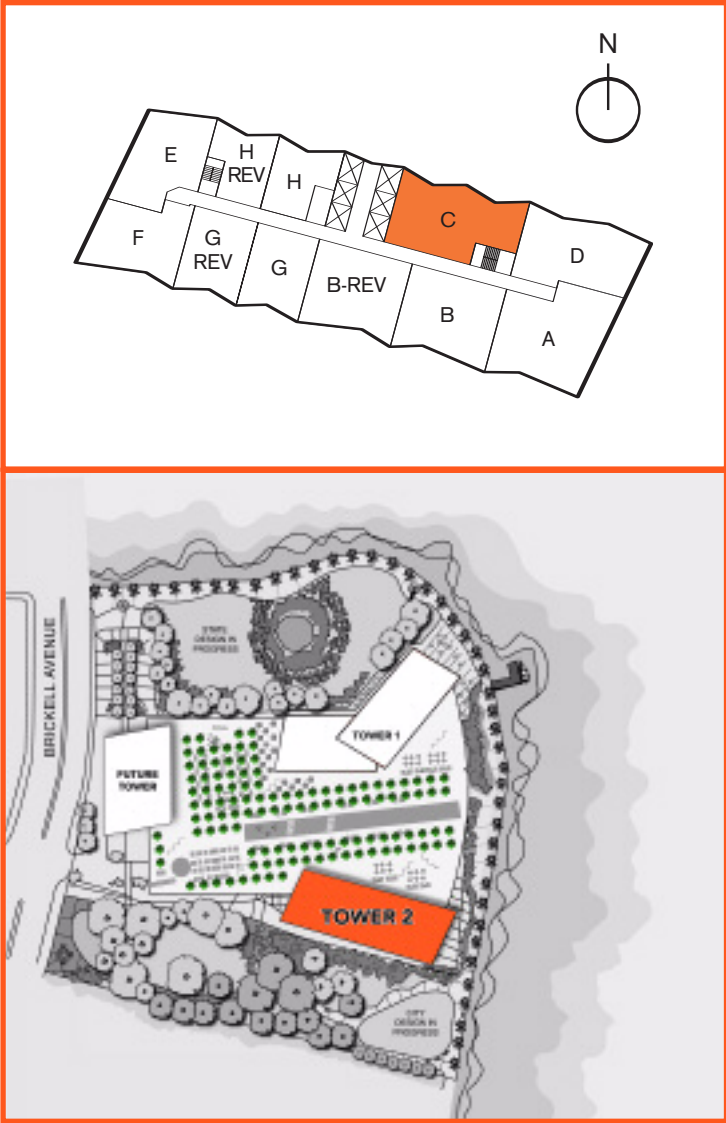 N
E
H
REV
H
C
D
F
G
REV
G
B-REV
B
A
BRICKELL AVENUE
STATE
DESIGN IN
PROGRESS
TOWER 1
FUTURE
TOWER
TOWER 2
CITY
DESIGN IN
PROGRESS